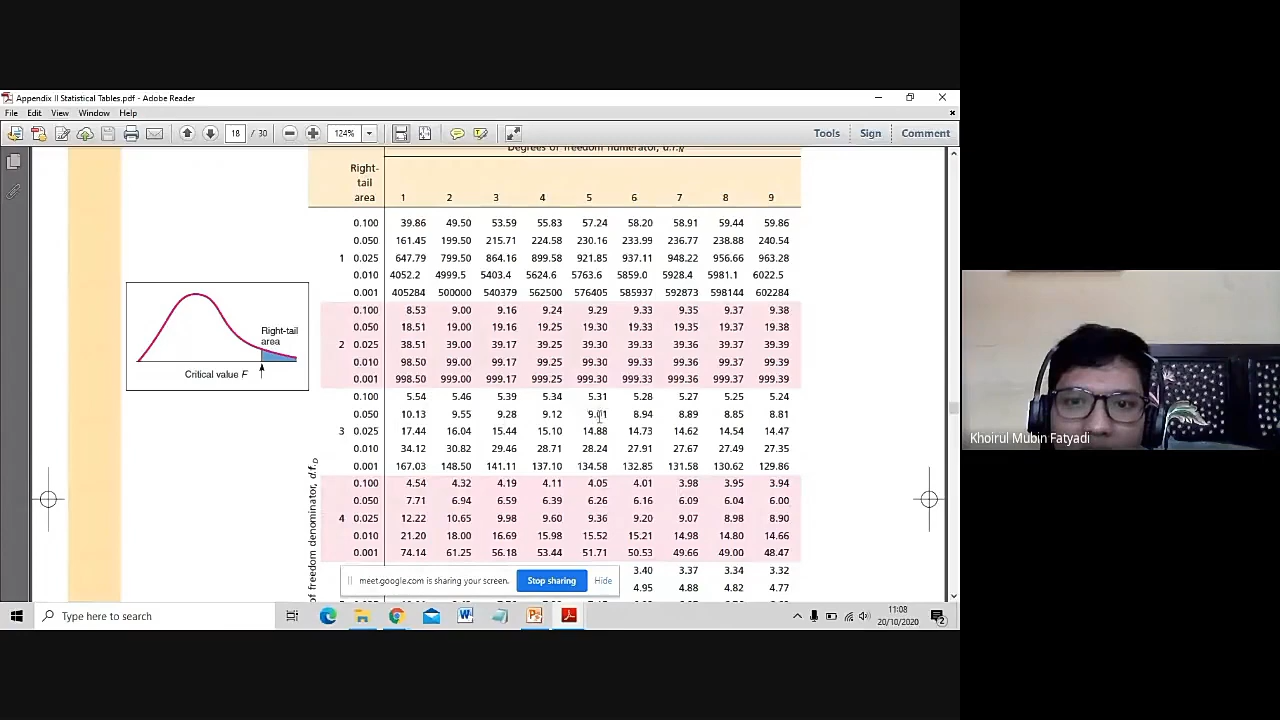 Appendix II Statistical Tables.pdf - Adobe Reader
File Edit View Window Help
18 / 30 124% Tools Sign Comment
Degrees of freedom numerator, d.f.N
Right-
tail
area 1 2 3 4 5 6 7 8 9
0.100 39.86 49.50 53.59 55.83 57.24 58.20 58.91 59.44 59.86
0.050 161.45 199.50 215.71 224.58 230.16 233.99 236.77 238.88 240.54
1 0.025 647.79 799.50 864.16 899.58 921.85 937.11 948.22 956.66 963.28
0.010 4052.2 4999.5 5403.4 5624.6 5763.6 5859.0 5928.4 5981.1 6022.5
0.001 405284 500000 540379 562500 576405 585937 592873 598144 602284
0.100 8.53 9.00 9.16 9.24 9.29 9.33 9.35 9.37 9.38
0.050 18.51 19.00 19.16 19.25 19.30 19.33 19.35 19.37 19.38
2 0.025 38.51 39.00 39.17 39.25 39.30 39.33 39.36 39.37 39.39
0.010 98.50 99.00 99.17 99.25 99.30 99.33 99.36 99.37 99.39
0.001 998.50 999.00 999.17 999.25 999.30 999.33 999.36 999.37 999.39
0.100 5.54 5.46 5.39 5.34 5.31 5.28 5.27 5.25 5.24
0.050 10.13 9.55 9.28 9.12 9.01 8.94 8.89 8.85 8.81
3 0.025 17.44 16.04 15.44 15.10 14.88 14.73 14.62 14.54 14.47
0.010 34.12 30.82 29.46 28.71 28.24 27.91 27.67 27.49 27.35
0.001 167.03 148.50 141.11 137.10 134.58 132.85 131.58 130.62 129.86
0.100 4.54 4.32 4.19 4.11 4.05 4.01 3.98 3.95 3.94
0.050 7.71 6.94 6.59 6.39 6.26 6.16 6.09 6.04 6.00
4 0.025 12.22 10.65 9.98 9.60 9.36 9.20 9.07 8.98 8.90
0.010 21.20 18.00 16.69 15.98 15.52 15.21 14.98 14.80 14.66
0.001 74.14 61.25 56.18 53.44 51.71 50.53 49.66 49.00 48.47
3.40 3.37 3.34 3.32
4.95 4.88 4.82 4.77
of freedom denominator, d.f.D
Right-tail
area
Critical value F
meet.google.com is sharing your screen. Stop sharing Hide
Type here to search
11:08
20/10/2020
2
Khoirul Mubin Fatyadi